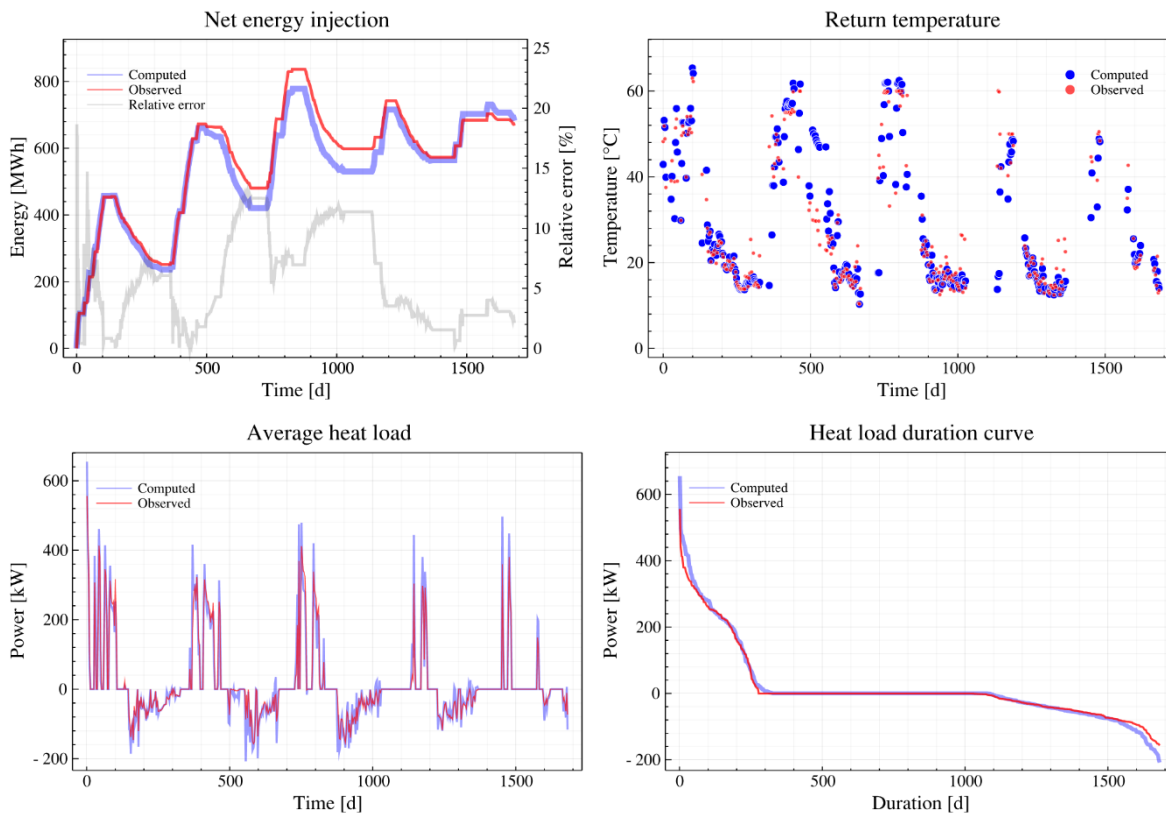 Net energy injection
Energy [MWh]
800
600
400
200
0
Computed
Observed
Relative error
25
20
15
10
5
0
Relative error [%]
0 500 1000 1500
Time [d]
Return temperature
Temperature [°C]
60
40
20
0
Computed
Observed
0 500 1000 1500
Time [d]
Average heat load
Power [kW]
600
400
200
0
- 200
Computed
Observed
0 500 1000 1500
Time [d]
Heat load duration curve
Power [kW]
600
400
200
0
- 200
Computed
Observed
0 500 1000 1500
Duration [d]